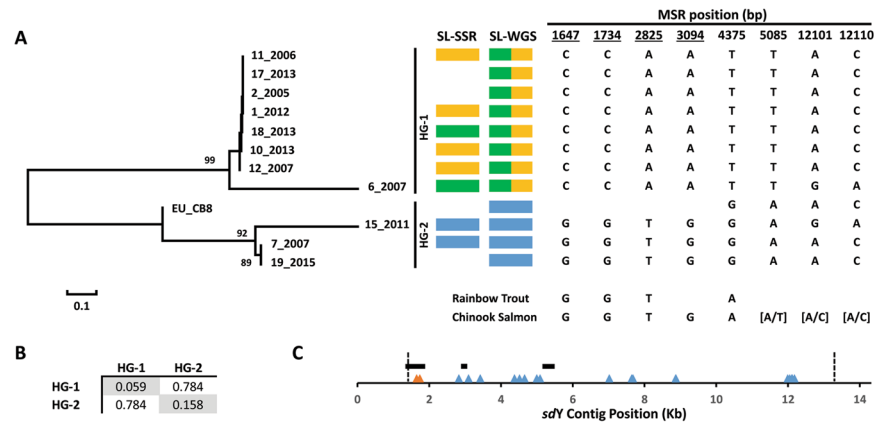 MSR position (bp)
A SL-SSR SL-WGS 1647 1734 2825 3094 4375 5085 12101 12110
11_2006 C C A A T T A C
17_2013 C C A A T T A C
2_2005 C C A A T T A C
1_2012 C C A A T T A C
18_2013 C C A A T T A C
10_2013 C C A A T T A C
99 12_2007 C C A A T T A C
6_2007 C C A A T T G A
HG-1
EU_CB8 G A A C
92 15_2011 G G T G G A G A
7_2007 G G T G G A A C
89 19_2015 G G T G G A A C
HG-2
0.1
Rainbow Trout G G T A
Chinook Salmon G G T G A [A/T] [A/C] [A/C]
B
HG-1 HG-2
HG-1 0.059 0.784
HG-2 0.784 0.158
C
0 2 4 6 8 10 12 14
sdY Contig Position (Kb)